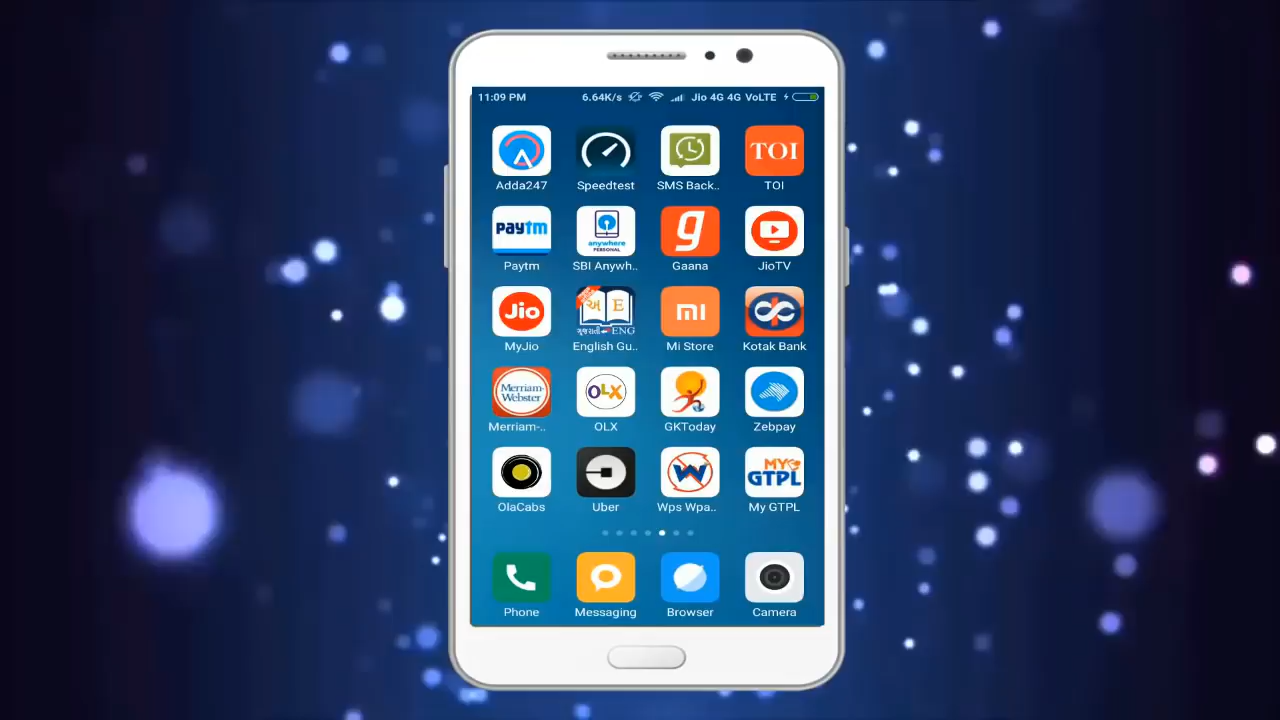 11:09 PM 6.64K/s Jio 4G 4G VoLTE
TOI
Adda247 Speedtest SMS Back.. TOI
paytm
anywhere
PERSONAL
g
Paytm SBI Anywh.. Gaana JioTV
Jio
અ E
ગુજરાતી ENG
mi
MyJio English Gu.. Mi Store Kotak Bank
Merriam-
Webster
OLX
Merriam-.. OLX GKToday Zebpay
W
MY
GTPL
OlaCabs Uber Wps Wpa.. My GTPL
Phone Messaging Browser Camera